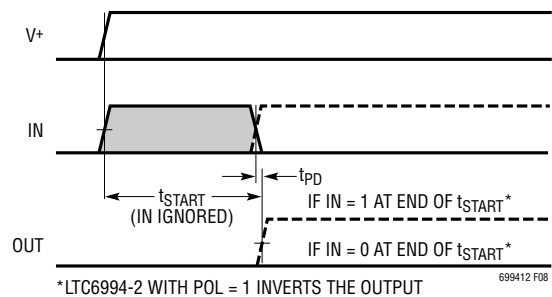 V+
IN
tPD
tSTART
(IN IGNORED)
IF IN = 1 AT END OF tSTART*
OUT
IF IN = 0 AT END OF tSTART*
699412 F08
*LTC6994-2 WITH POL = 1 INVERTS THE OUTPUT